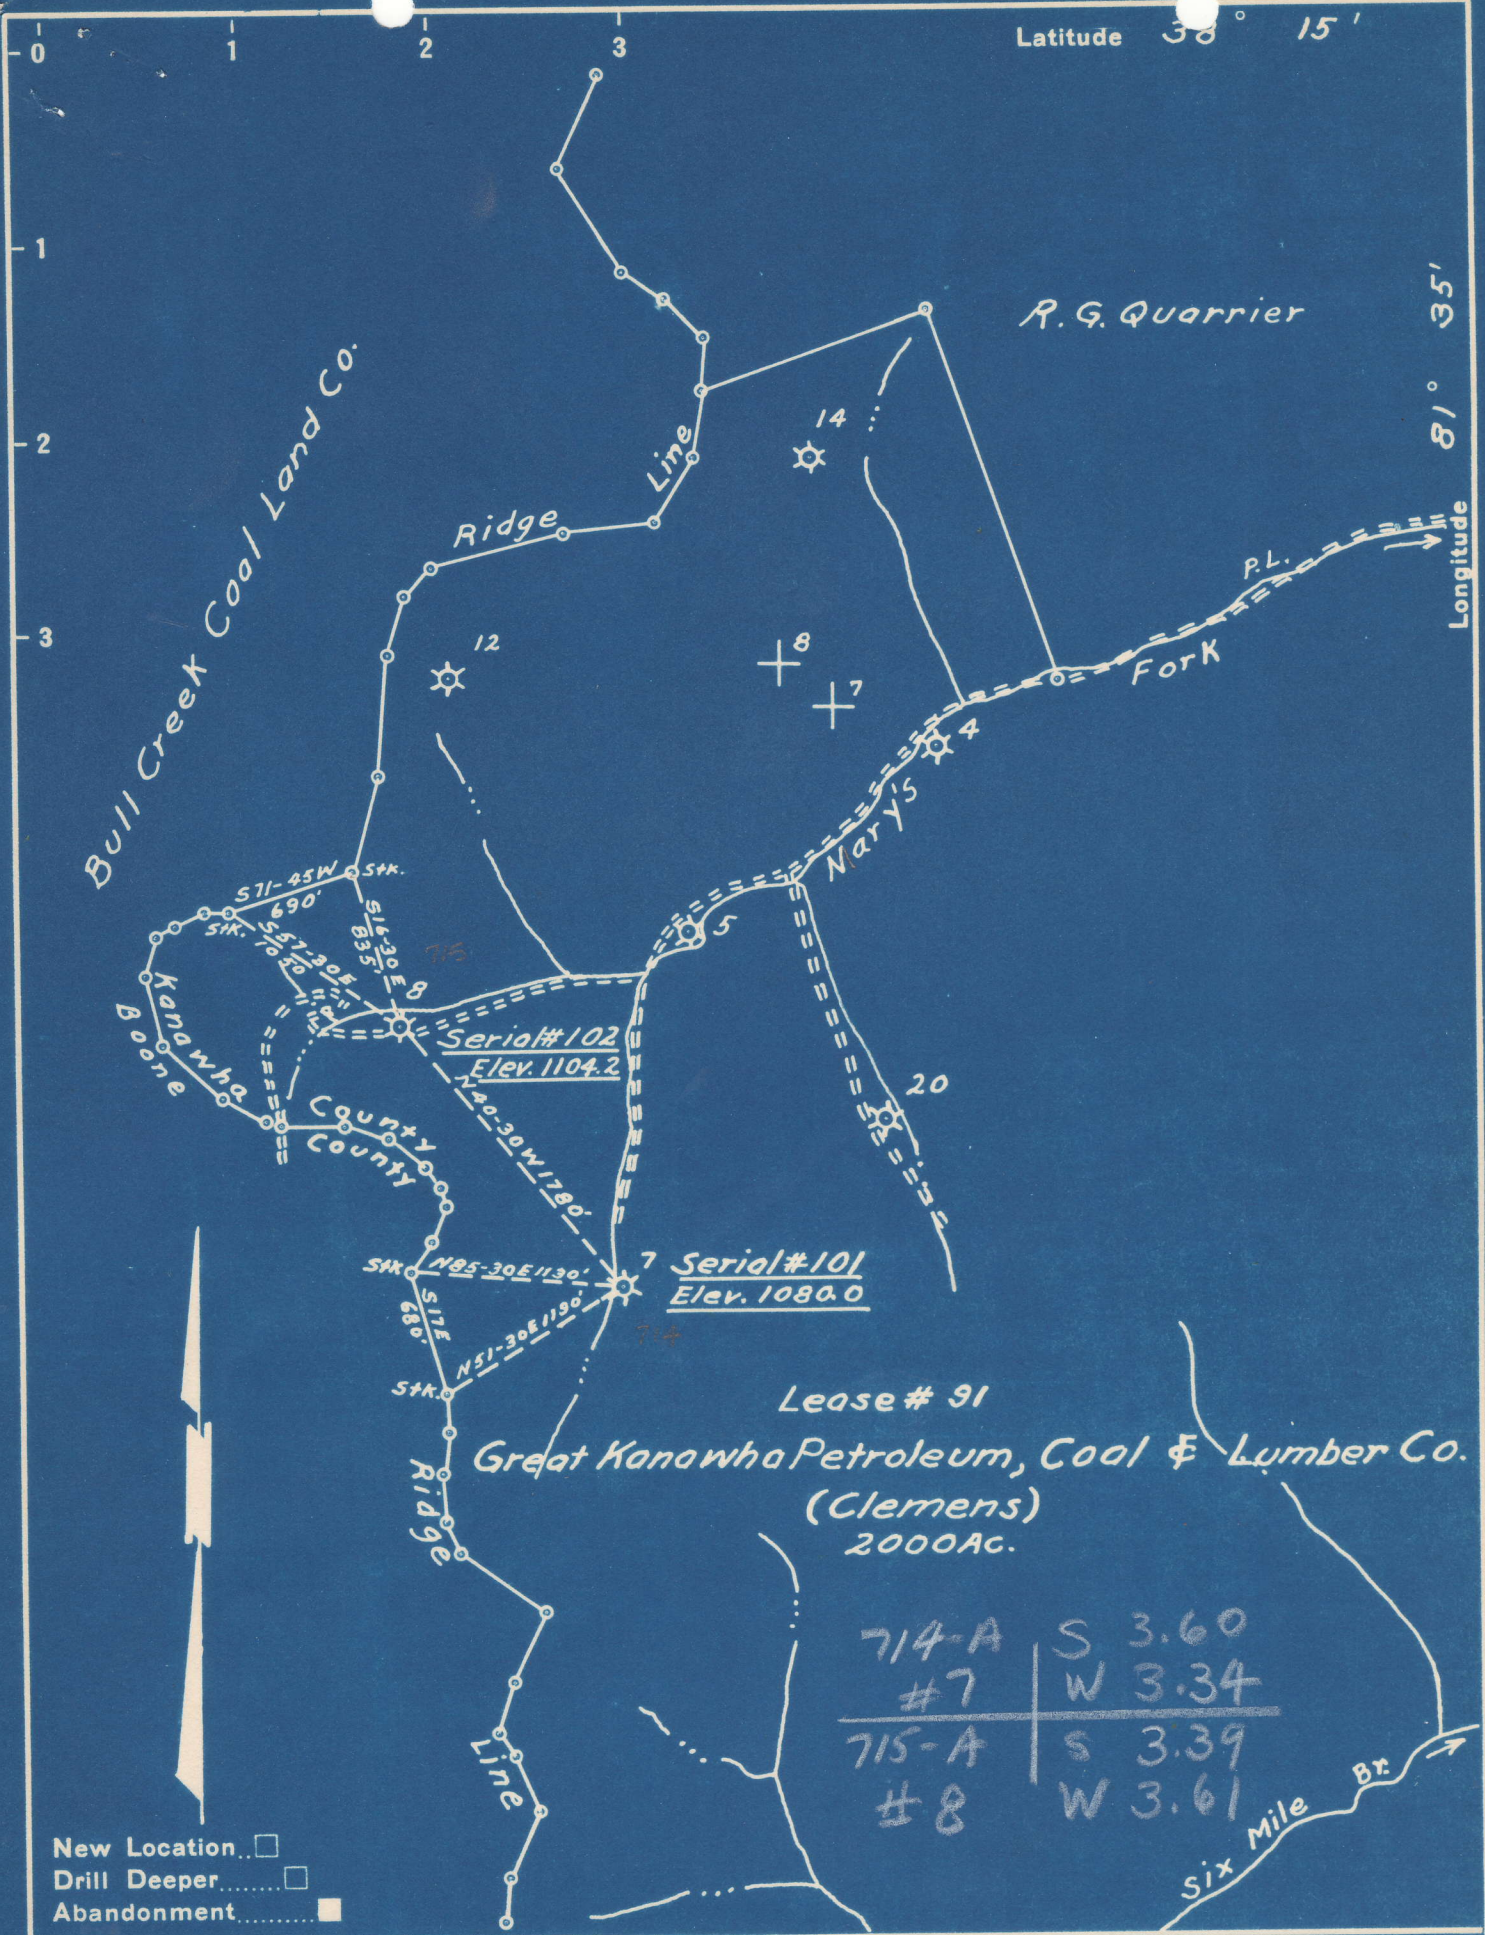 0 1 2 3
Latitude 38° 15'
1
2
3
81° 35'
Longitude
R. G. Quarrier
Bull Creek Coal Land Co.
14
Line
Ridge
12
8
7
P.L.
Fork
4
Mary's
5
S71-45W
690'
Stk.
Stk.
S16-30E
835'
S57-30E
1050'
715
8
Serial#102
Elev. 1104.2
Kanawha
Boone
County
County
N40-30W 1780'
20
7
Serial#101
Elev. 1080.0
714
Stk
N85-30E 1130'
S17E
680'
N51-30E 1190'
Stk.
Lease # 91
Great Kanawha Petroleum, Coal & Lumber Co.
(Clemens)
2000Ac.
Ridge
Line
714-A S 3.60
#7 W 3.34
715-A S 3.39
#8 W 3.61
Six Mile Br.
New Location..
Drill Deeper........
Abandonment..........